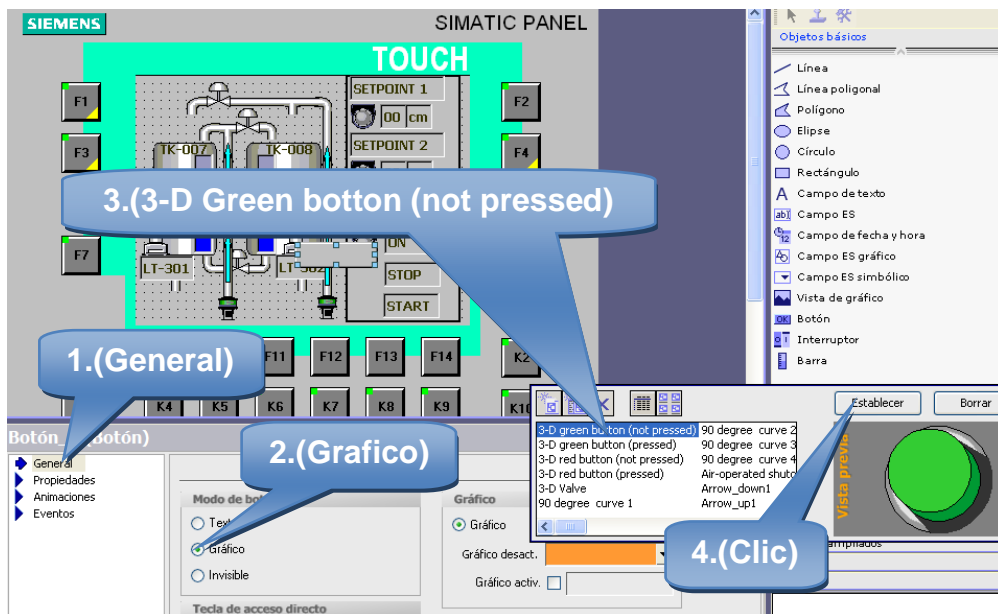 SIEMENS
SIMATIC PANEL
TOUCH
F1
F2
SETPOINT 1
00 cm
F3
F4
TK-007
TK-008
SETPOINT 2
3.(3-D Green botton (not pressed)
F7
ON
LT-301
STOP
START
1.(General)
F11
F12
F13
F14
K2
K4
K5
K6
K7
K8
K9
K10
Objetos básicos
Línea
Línea poligonal
Polígono
Elipse
Círculo
Rectángulo
A Campo de texto
Campo ES
Campo de fecha y hora
Campo ES gráfico
Campo ES simbólico
Vista de gráfico
OK Botón
Interruptor
Barra
Establecer
Borrar
3-D green button (not pressed)
3-D green button (pressed)
3-D red button (not pressed)
3-D red button (pressed)
3-D Valve
90 degree curve 1
90 degree curve 2
90 degree curve 3
90 degree curve 4
Air-operated shuto
Arrow_down1
Arrow_up1
Vista previa
4.(Clic)
2.(Grafico)
General
Propiedades
Animaciones
Eventos
Modo de bot
Text
Gráfico
Invisible
Tecla de acceso directo
Gráfico
Gráfico
Gráfico desact.
Gráfico activ.